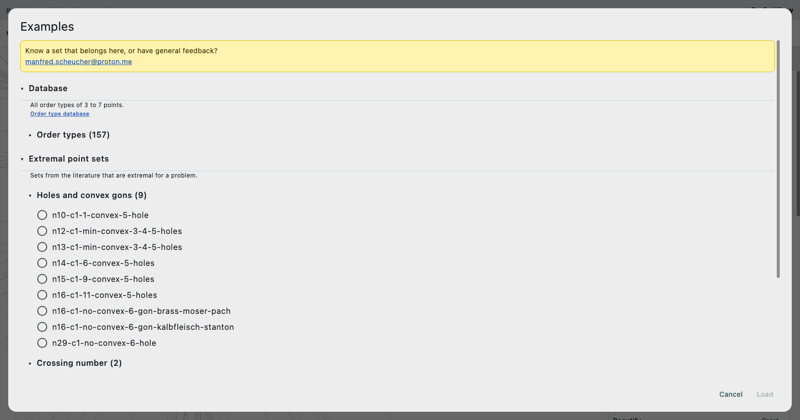 Examples
Know a set that belongs here, or have general feedback?
manfred.scheucher@proton.me
Database
All order types of 3 to 7 points.
Order type database
Order types (157)
Extremal point sets
Sets from the literature that are extremal for a problem.
Holes and convex gons (9)
n10-c1-1-convex-5-hole
n12-c1-min-convex-3-4-5-holes
n13-c1-min-convex-3-4-5-holes
n14-c1-6-convex-5-holes
n15-c1-9-convex-5-holes
n16-c1-11-convex-5-holes
n16-c1-no-convex-6-gon-brass-moser-pach
n16-c1-no-convex-6-gon-kalbfleisch-stanton
n29-c1-no-convex-6-hole
Crossing number (2)
Cancel Load